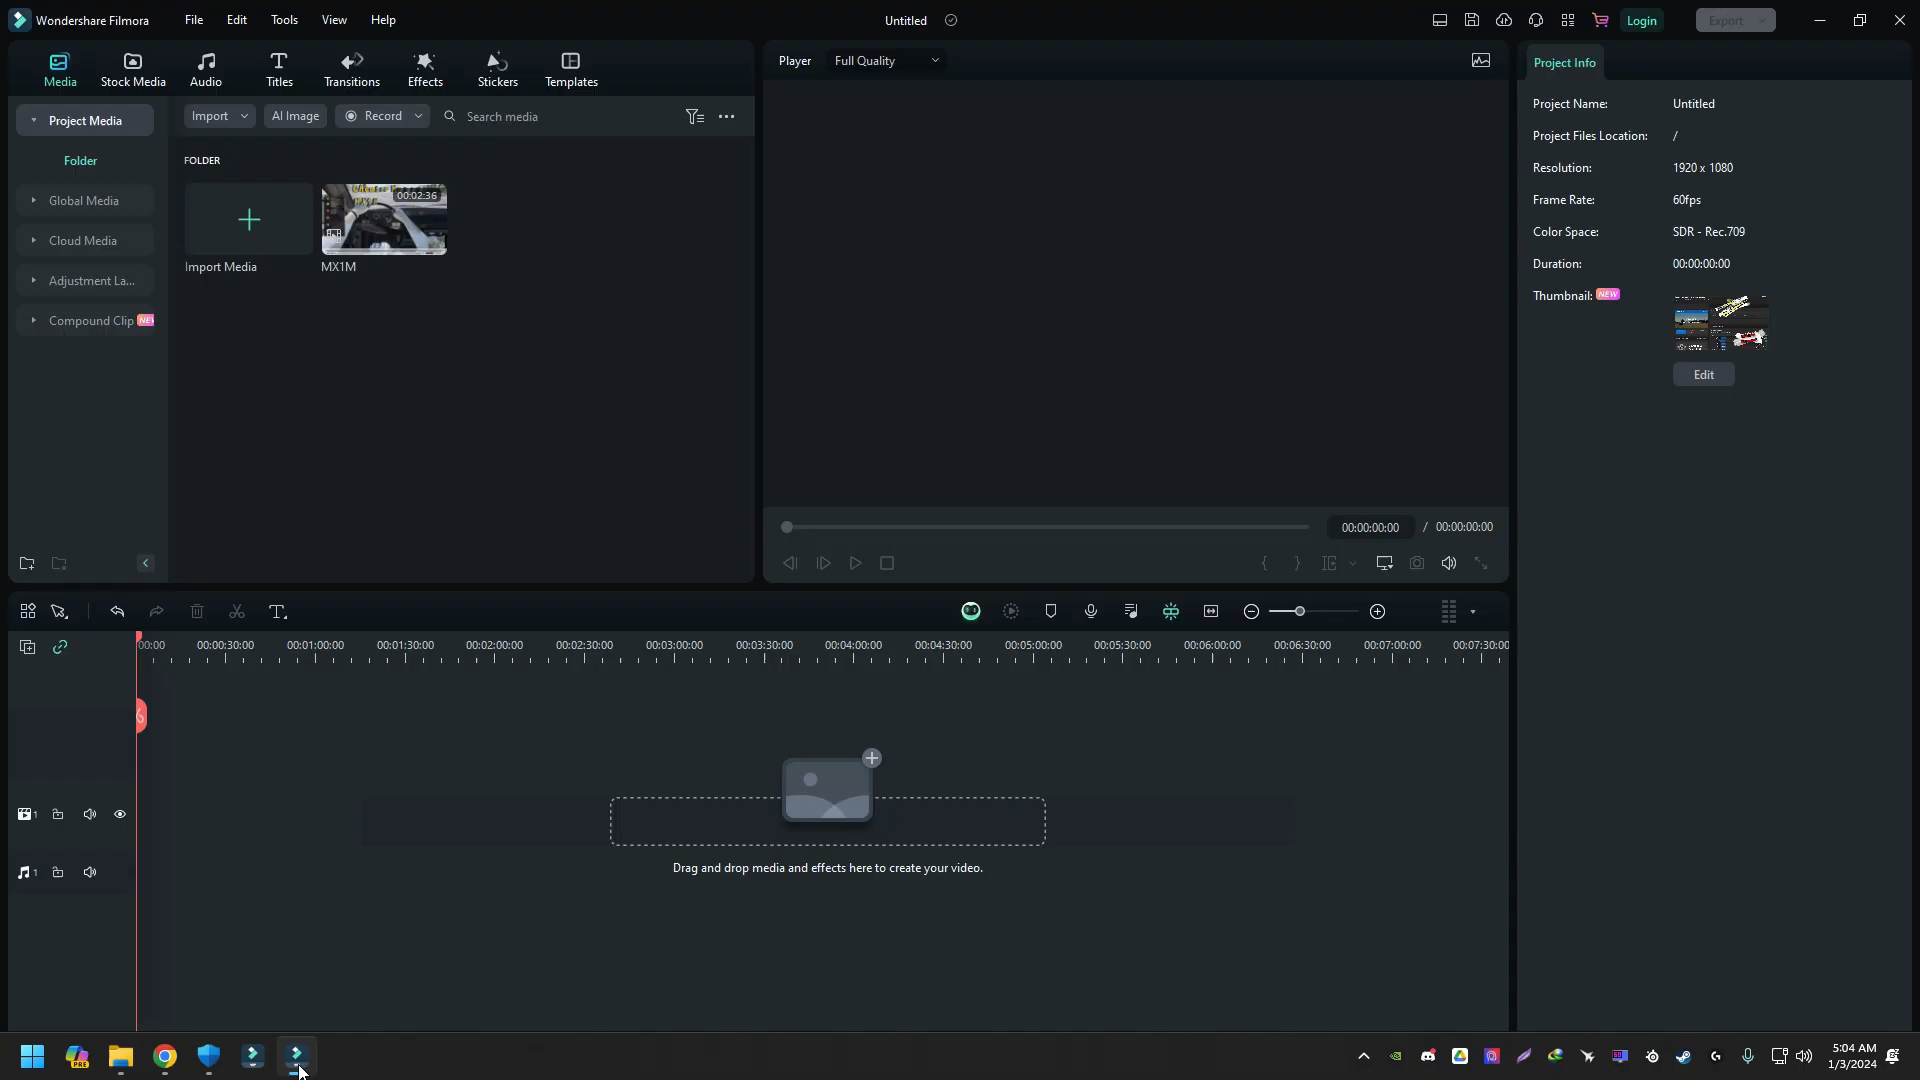 Wondershare Filmora File Edit Tools View Help Untitled Login Export
Media Stock Media Audio Titles Transitions Effects Stickers Templates
Player Full Quality
Project Info
Project Media
Import AI Image Record Search media
Folder
FOLDER
Global Media
Cloud Media
Adjustment La...
Compound Clip NEW
00:02:36
Import Media MX1M
Project Name: Untitled
Project Files Location: /
Resolution: 1920 x 1080
Frame Rate: 60fps
Color Space: SDR - Rec.709
Duration: 00:00:00:00
Thumbnail: NEW
Edit
00:00:00:00 / 00:00:00:00
00:00 00:00:30:00 00:01:00:00 00:01:30:00 00:02:00:00 00:02:30:00 00:03:00:00 00:03:30:00 00:04:00:00 00:04:30:00 00:05:00:00 00:05:30:00 00:06:00:00 00:06:30:00 00:07:00:00 00:07:30:00
1
Drag and drop media and effects here to create your video.
1
PRE
5:04 AM
1/3/2024